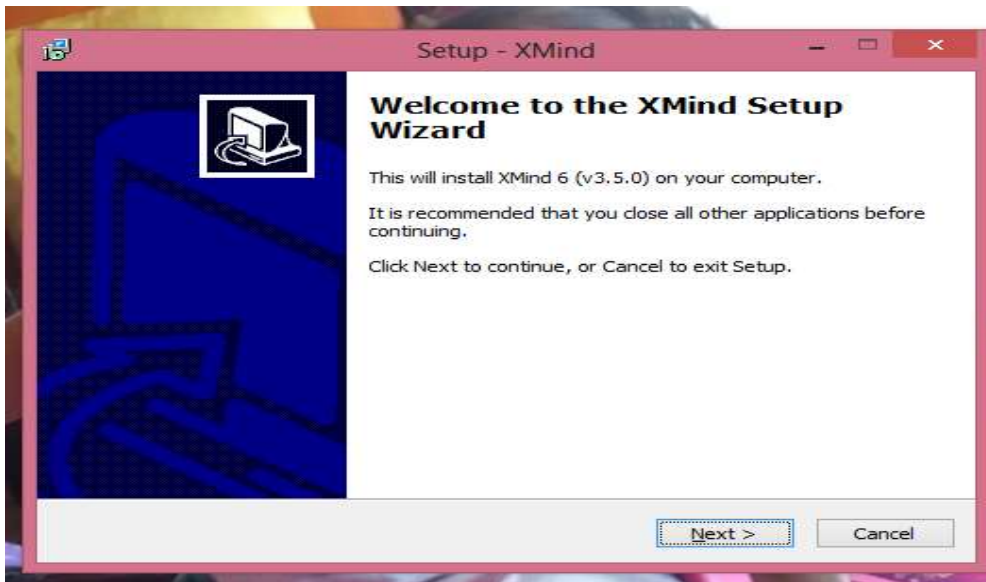 Setup - XMind
Welcome to the XMind Setup
Wizard
This will install XMind 6 (v3.5.0) on your computer.
It is recommended that you close all other applications before
continuing.
Click Next to continue, or Cancel to exit Setup.
Next >
Cancel